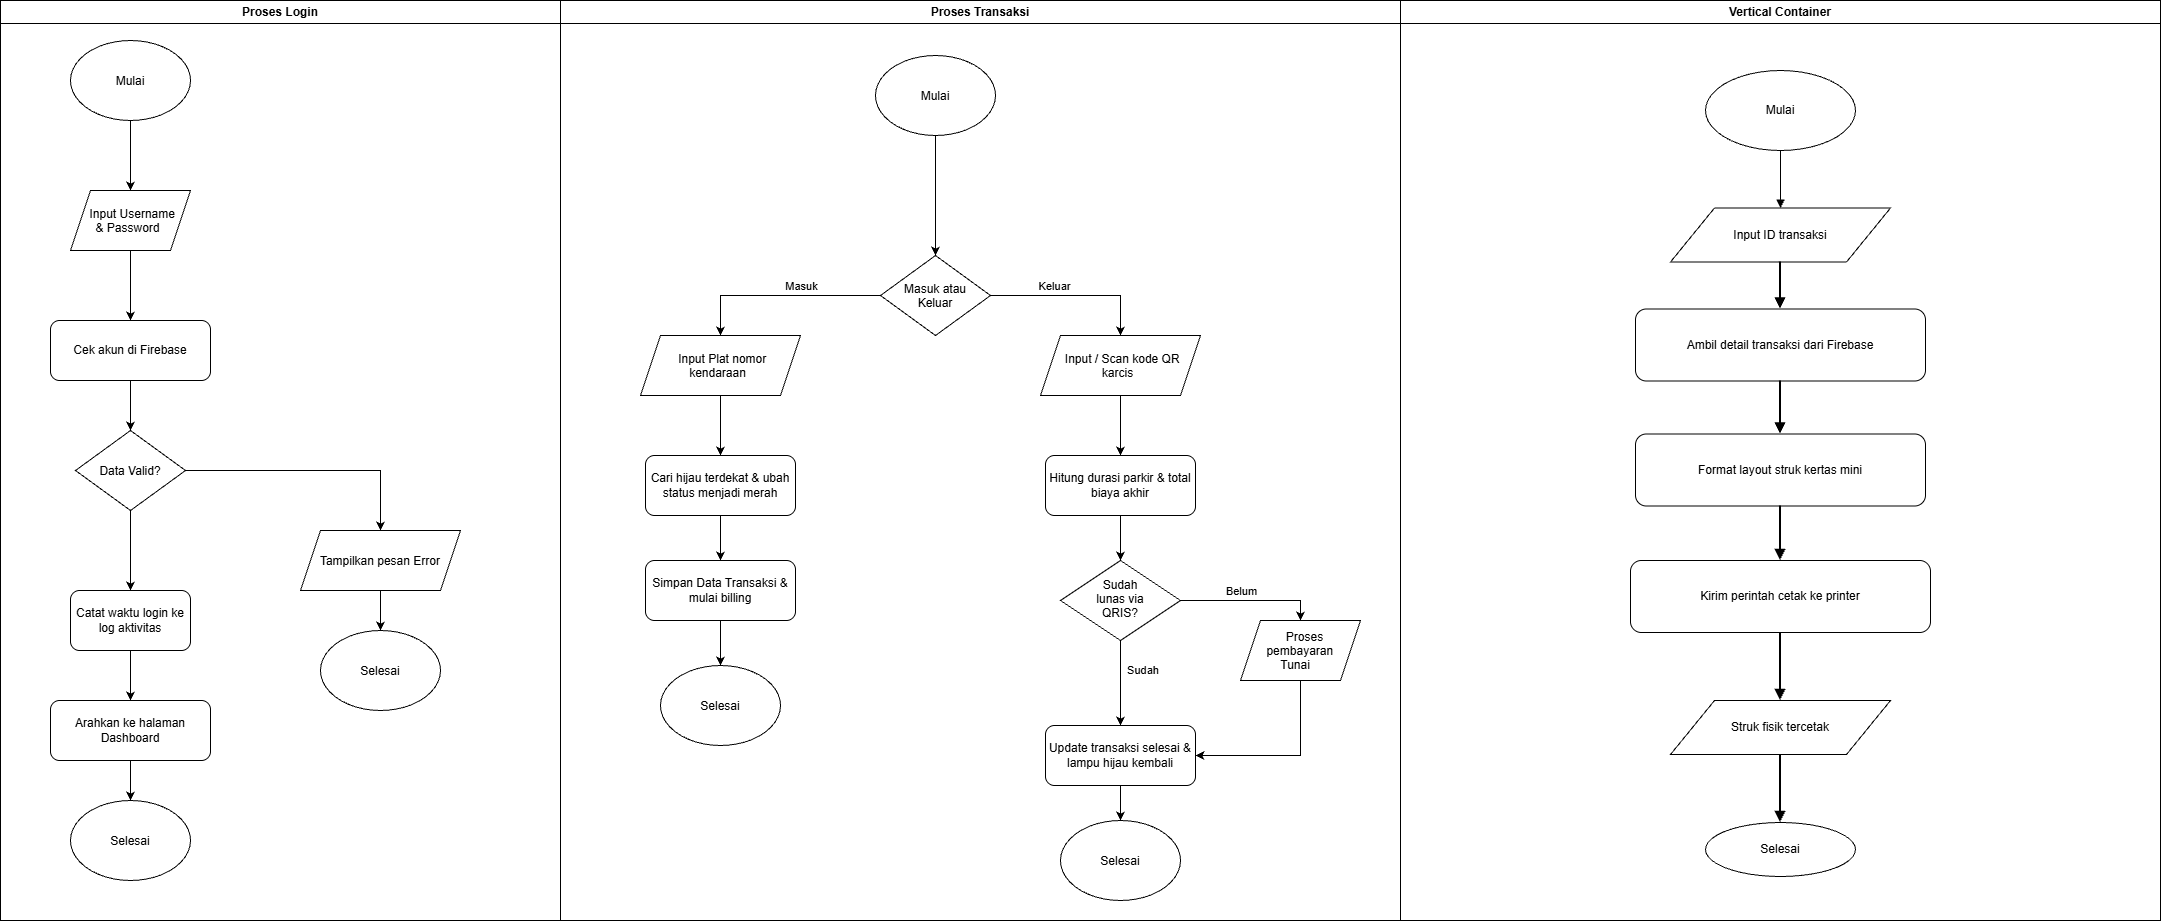 Proses Login
Mulai
Input Username
& Password
Cek akun di Firebase
Data Valid?
Tampilkan pesan Error
Selesai
Catat waktu login ke
log aktivitas
Arahkan ke halaman
Dashboard
Selesai
Proses Transaksi
Mulai
Masuk atau
Keluar
Masuk
Keluar
Input Plat nomor
kendaraan
Cari hijau terdekat & ubah
status menjadi merah
Simpan Data Transaksi &
mulai billing
Selesai
Input / Scan kode QR
karcis
Hitung durasi parkir & total
biaya akhir
Sudah
lunas via
QRIS?
Belum
Proses
pembayaran
Tunai
Sudah
Update transaksi selesai &
lampu hijau kembali
Selesai
Vertical Container
Mulai
Input ID transaksi
Ambil detail transaksi dari Firebase
Format layout struk kertas mini
Kirim perintah cetak ke printer
Struk fisik tercetak
Selesai